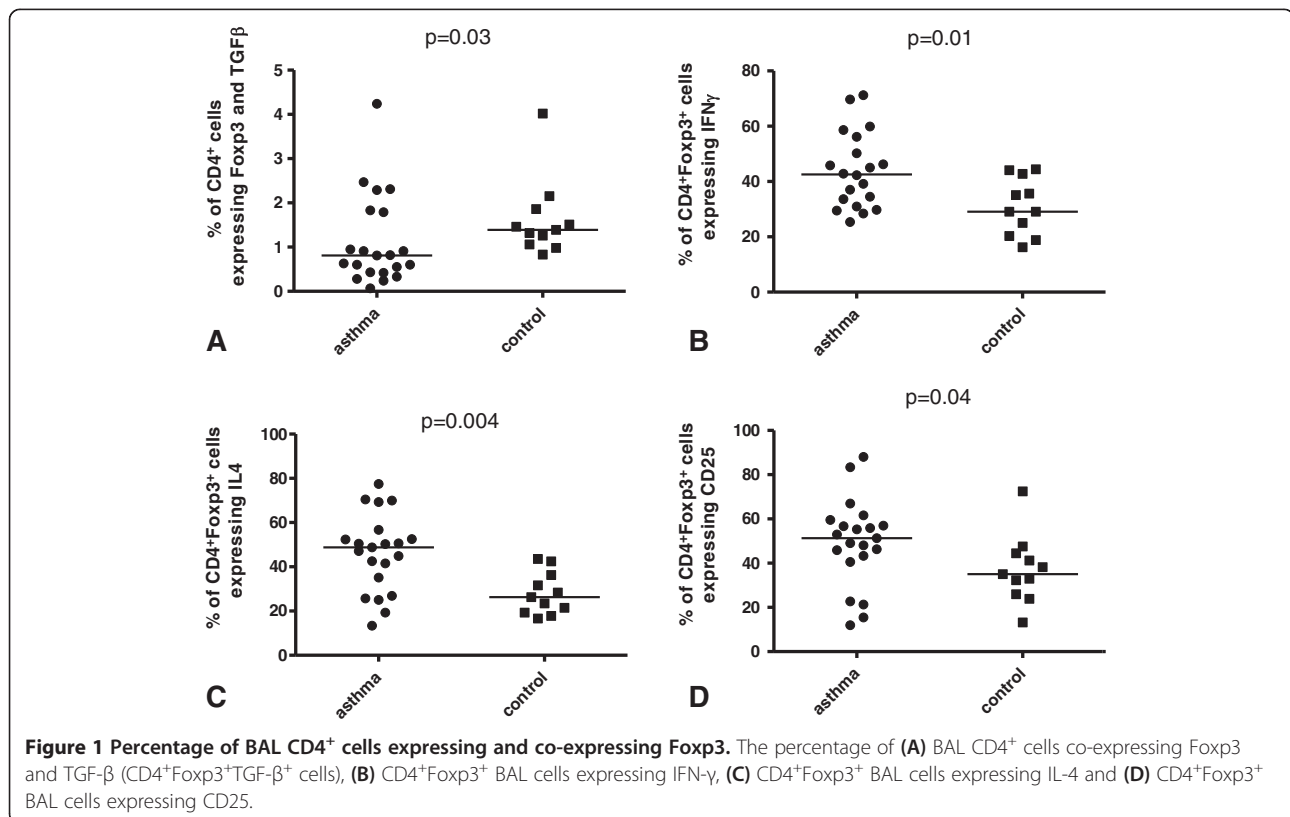 p=0.03
% of CD4⁺ cells
expressing Foxp3 and TGFβ
5
4
3
2
1
0
asthma
control
A
p=0.01
% of CD4⁺Foxp3⁺ cells
expressing IFNγ
80
60
40
20
0
asthma
control
B
p=0.004
% of CD4⁺Foxp3⁺ cells
expressing IL4
100
80
60
40
20
0
asthma
control
C
p=0.04
% of CD4⁺Foxp3⁺ cells
expressing CD25
100
80
60
40
20
0
asthma
control
D
Figure 1 Percentage of BAL CD4⁺ cells expressing and co-expressing Foxp3. The percentage of (A) BAL CD4⁺ cells co-expressing Foxp3
and TGF-β (CD4⁺Foxp3⁺TGF-β⁺ cells), (B) CD4⁺Foxp3⁺ BAL cells expressing IFN-γ, (C) CD4⁺Foxp3⁺ BAL cells expressing IL-4 and (D) CD4⁺Foxp3⁺
BAL cells expressing CD25.